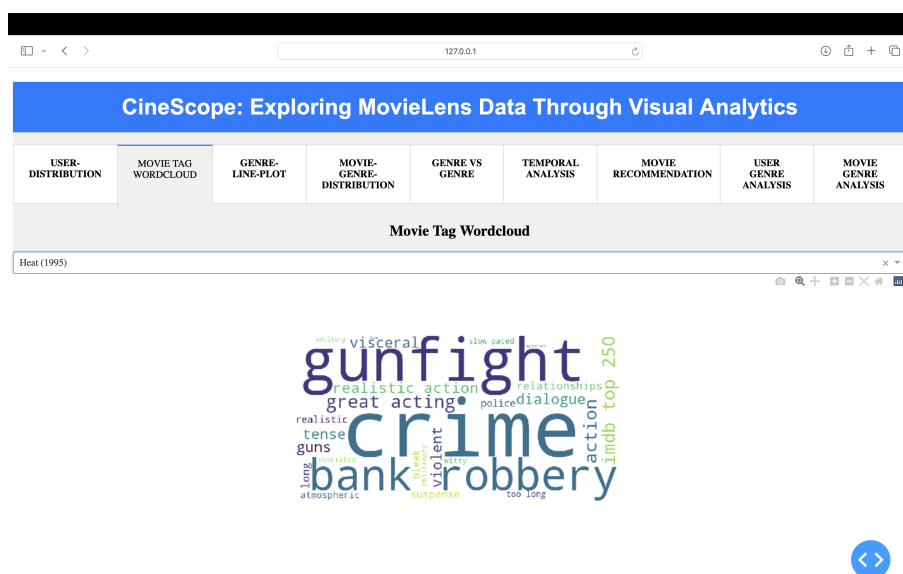 127.0.0.1
CineScope: Exploring MovieLens Data Through Visual Analytics
USER-
DISTRIBUTION
MOVIE TAG
WORDCLOUD
GENRE-
LINE-PLOT
MOVIE-
GENRE-
DISTRIBUTION
GENRE VS
GENRE
TEMPORAL
ANALYSIS
MOVIE
RECOMMENDATION
USER
GENRE
ANALYSIS
MOVIE
GENRE
ANALYSIS
Movie Tag Wordcloud
Heat (1995)
adultery
visceral
slow paced
gunfight
imdb top 250
realistic action
relationships
great acting
police
dialogue
realistic
crime
action
tense
guns
violent
long
overrated
bleak
philosophy
witty
bank robbery
atmospheric
suspense
too long